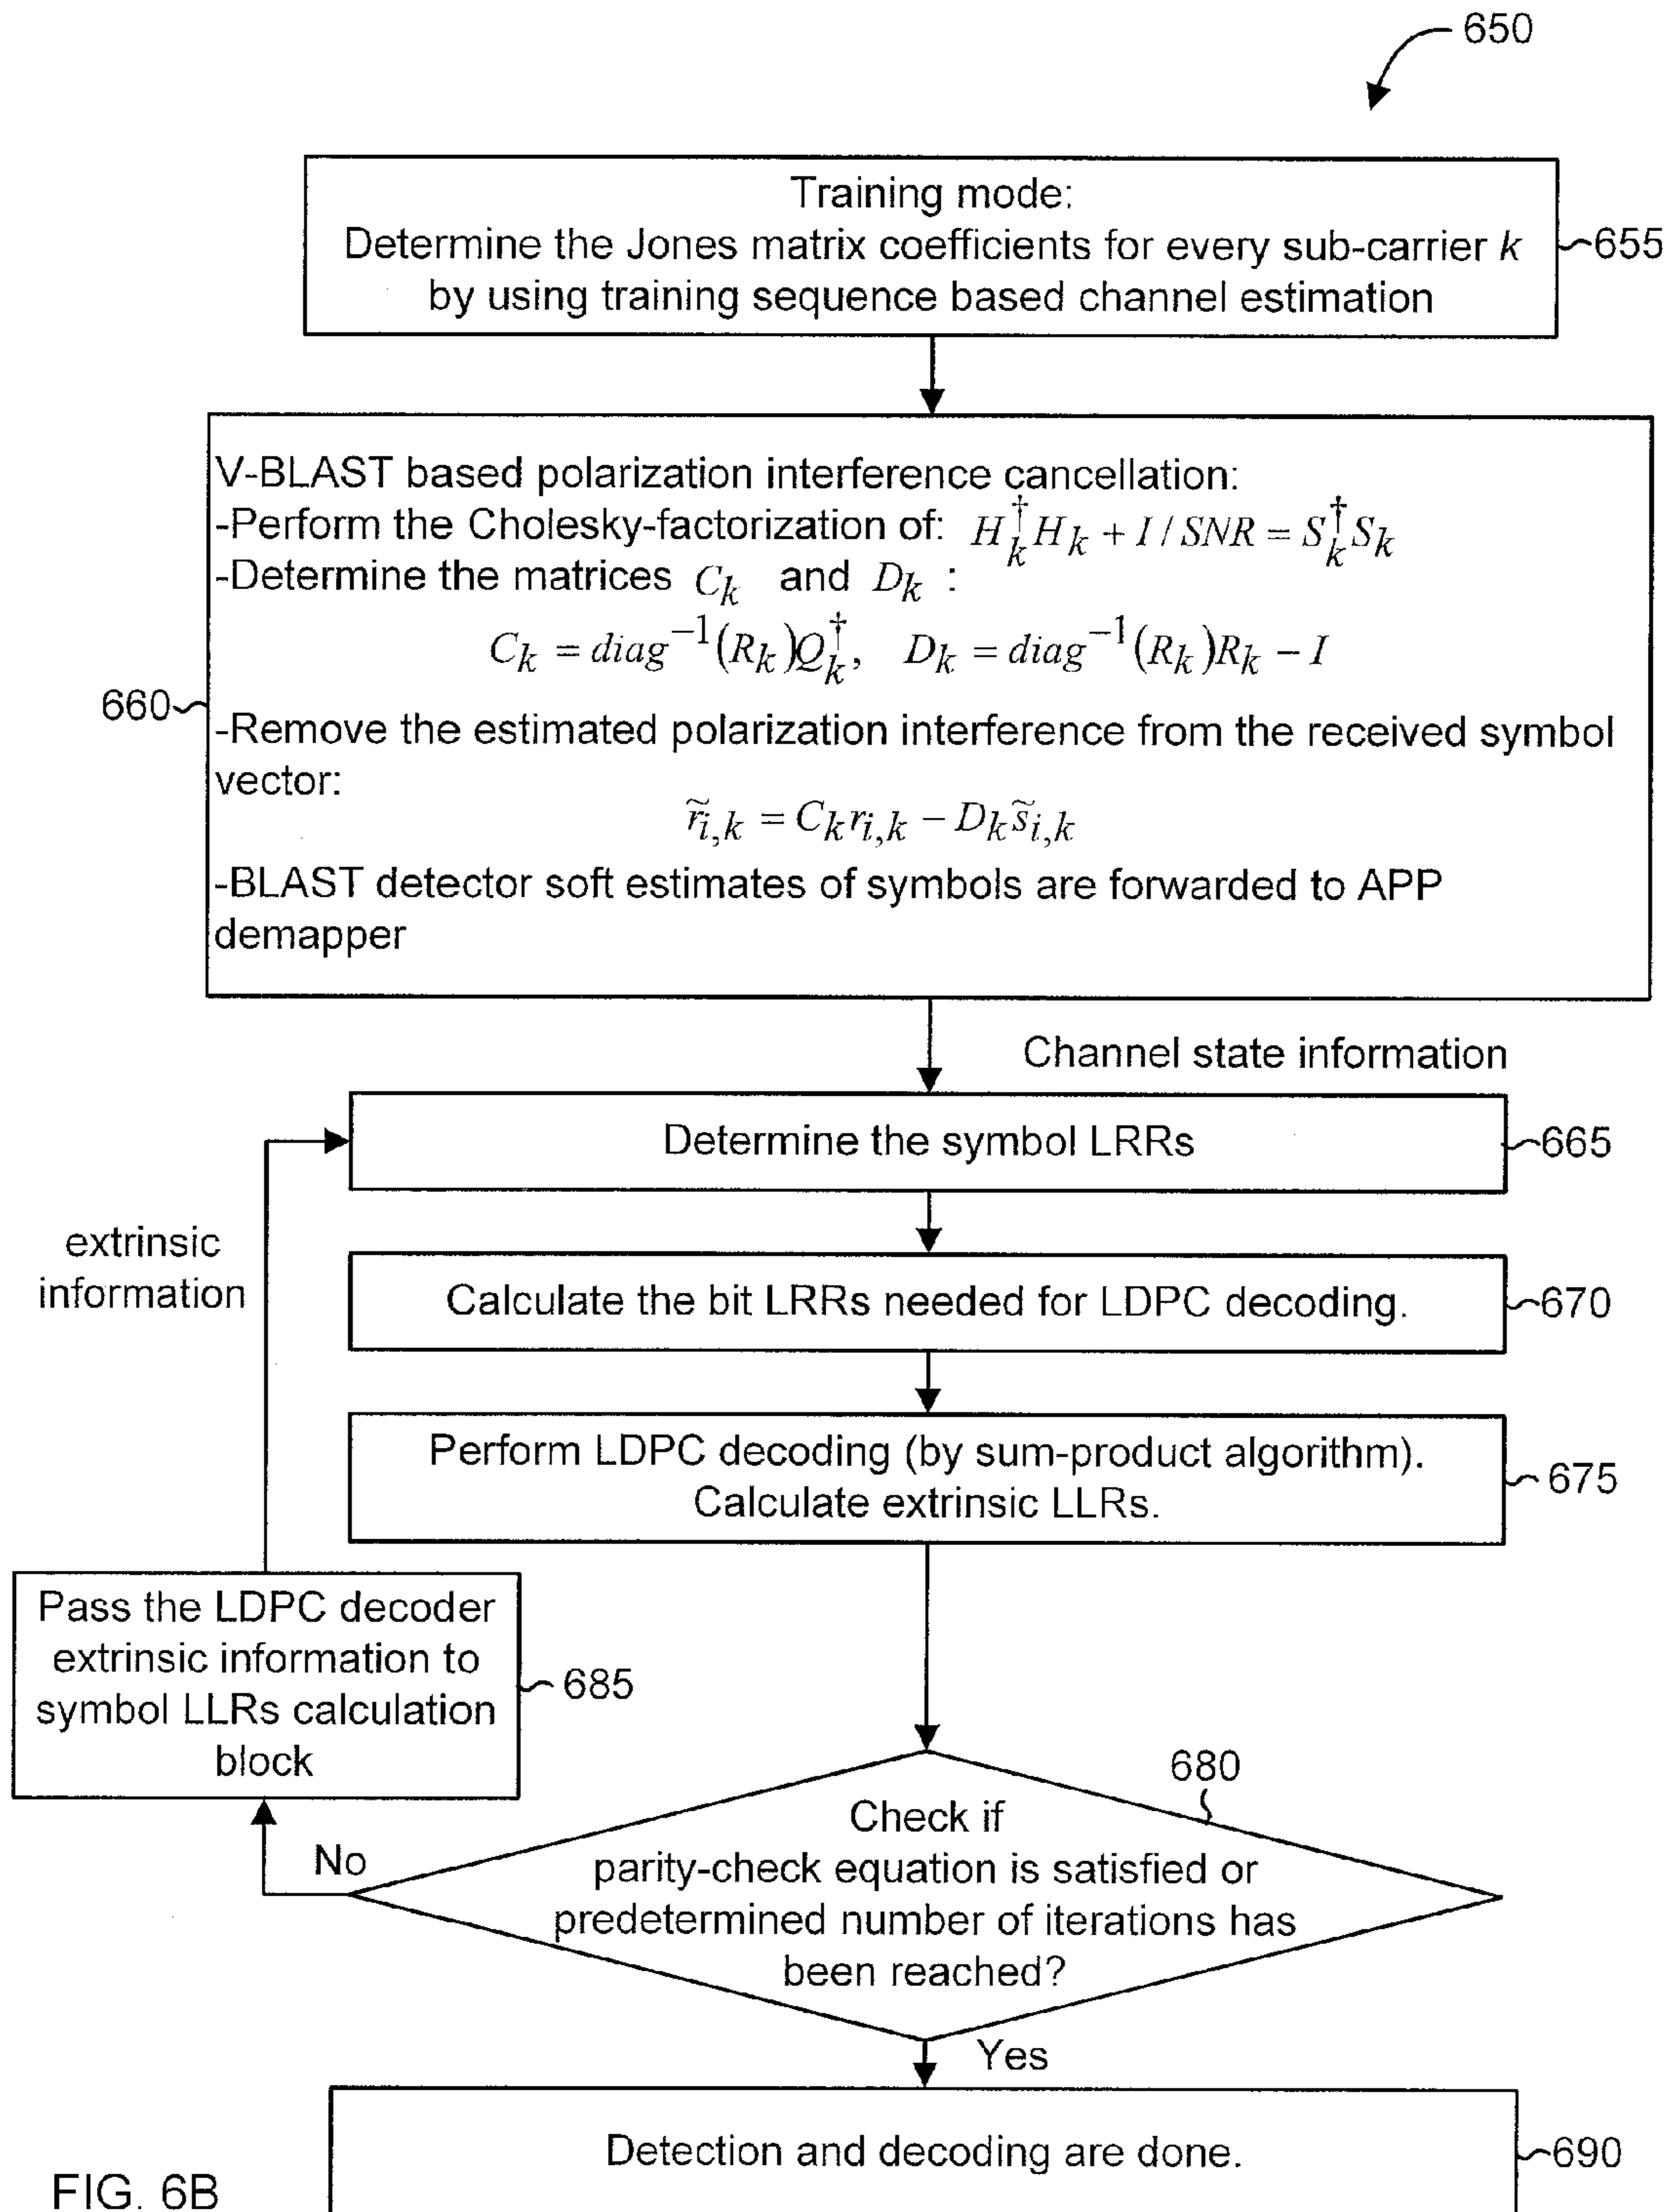 650
Training mode:
Determine the Jones matrix coefficients for every sub-carrier k
by using training sequence based channel estimation
655
V-BLAST based polarization interference cancellation:
-Perform the Cholesky-factorization of: H_k^† H_k + I / SNR = S_k^† S_k
-Determine the matrices C_k and D_k :
C_k = diag^{-1}(R_k)Q_k^†, D_k = diag^{-1}(R_k)R_k − I
660
-Remove the estimated polarization interference from the received symbol
vector:
r̃_{i,k} = C_k r_{i,k} − D_k s̃_{i,k}
-BLAST detector soft estimates of symbols are forwarded to APP
demapper
Channel state information
Determine the symbol LRRs
665
extrinsic
information
Calculate the bit LRRs needed for LDPC decoding.
670
Perform LDPC decoding (by sum-product algorithm).
Calculate extrinsic LLRs.
675
Pass the LDPC decoder
extrinsic information to
symbol LLRs calculation
block
685
680
Check if
parity-check equation is satisfied or
predetermined number of iterations has
been reached?
No
Yes
Detection and decoding are done.
690
FIG. 6B